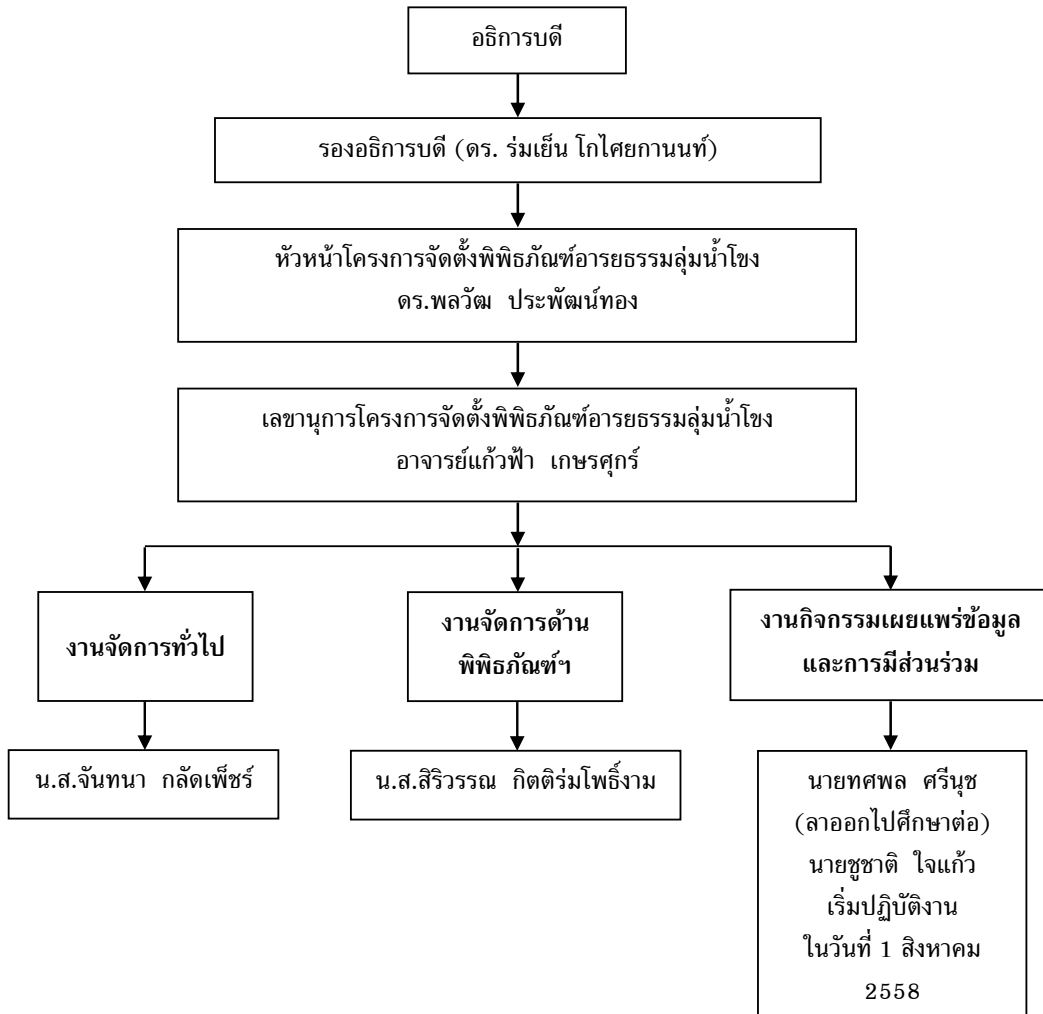 อธิการบดี
รองอธิการบดี (ดร. ร่มเย็น โกไศยกานนท์)
หัวหน้าโครงการจัดตั้งพิพิธภัณฑ์อารยธรรมลุ่มน้ำโขง
ดร.พลวัฒ ประพัฒน์ทอง
เลขานุการโครงการจัดตั้งพิพิธภัณฑ์อารยธรรมลุ่มน้ำโขง
อาจารย์แก้วฟ้า เกษรศุกร์
งานจัดการทั่วไป
น.ส.จันทนา กลัดเพ็ชร์
งานจัดการด้าน
พิพิธภัณฑ์ฯ
น.ส.สิริวรรณ กิตติร่มโพธิ์งาม
งานกิจกรรมเผยแพร่ข้อมูล
และการมีส่วนร่วม
นายทศพล ศรีนุช
(ลาออกไปศึกษาต่อ)
นายชูชาติ ใจแก้ว
เริ่มปฏิบัติงาน
ในวันที่ 1 สิงหาคม
2558